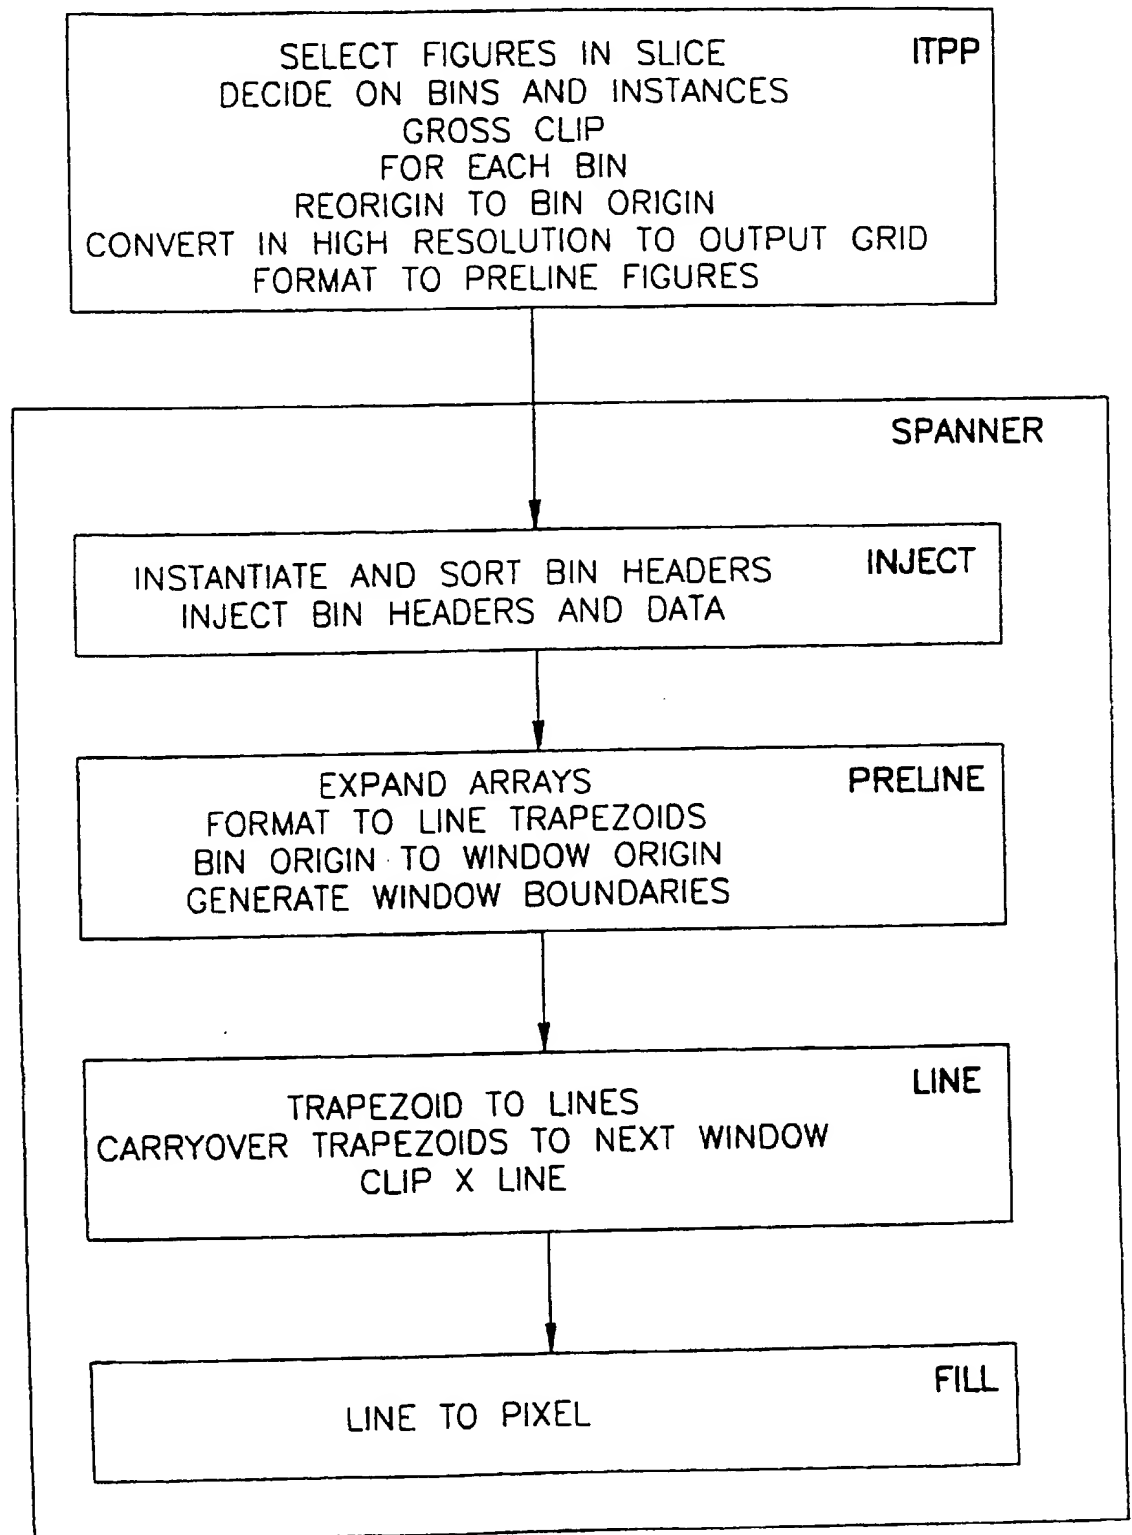 SELECT FIGURES IN SLICE ITPP
DECIDE ON BINS AND INSTANCES
GROSS CLIP
FOR EACH BIN
REORIGIN TO BIN ORIGIN
CONVERT IN HIGH RESOLUTION TO OUTPUT GRID
FORMAT TO PRELINE FIGURES
SPANNER
INSTANTIATE AND SORT BIN HEADERS INJECT
INJECT BIN HEADERS AND DATA
EXPAND ARRAYS PRELINE
FORMAT TO LINE TRAPEZOIDS
BIN ORIGIN TO WINDOW ORIGIN
GENERATE WINDOW BOUNDARIES
LINE
TRAPEZOID TO LINES
CARRYOVER TRAPEZOIDS TO NEXT WINDOW
CLIP X LINE
FILL
LINE TO PIXEL